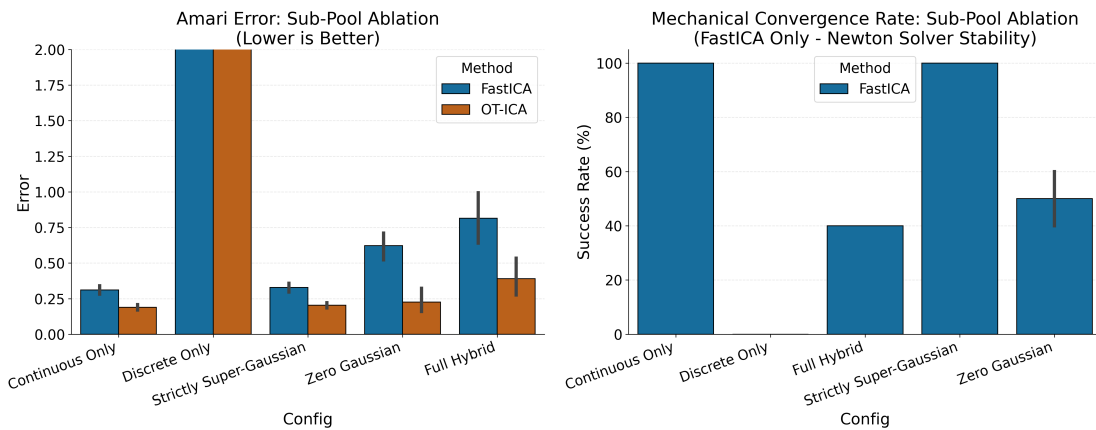 Amari Error: Sub-Pool Ablation
(Lower is Better)
2.00
1.75
1.50
1.25
1.00
0.75
0.50
0.25
0.00
Error
Method
FastICA
OT-ICA
Continuous Only
Discrete Only
Strictly Super-Gaussian
Zero Gaussian
Full Hybrid
Config
Mechanical Convergence Rate: Sub-Pool Ablation
(FastICA Only - Newton Solver Stability)
100
80
60
40
20
0
Success Rate (%)
Method
FastICA
Continuous Only
Discrete Only
Full Hybrid
Strictly Super-Gaussian
Zero Gaussian
Config